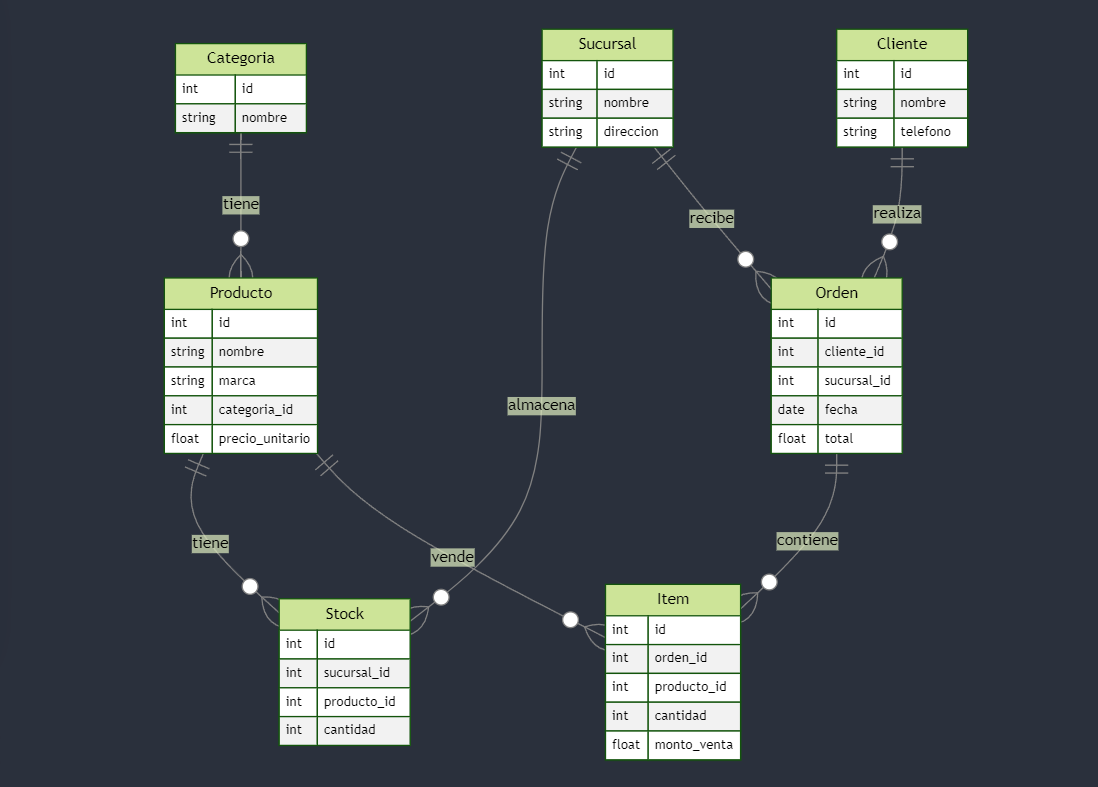 Categoria
int id
string nombre
Sucursal
int id
string nombre
string direccion
Cliente
int id
string nombre
string telefono
tiene
recibe
realiza
Producto
int id
string nombre
string marca
int categoria_id
float precio_unitario
Orden
int id
int cliente_id
int sucursal_id
date fecha
float total
almacena
tiene
vende
contiene
Stock
int id
int sucursal_id
int producto_id
int cantidad
Item
int id
int orden_id
int producto_id
int cantidad
float monto_venta